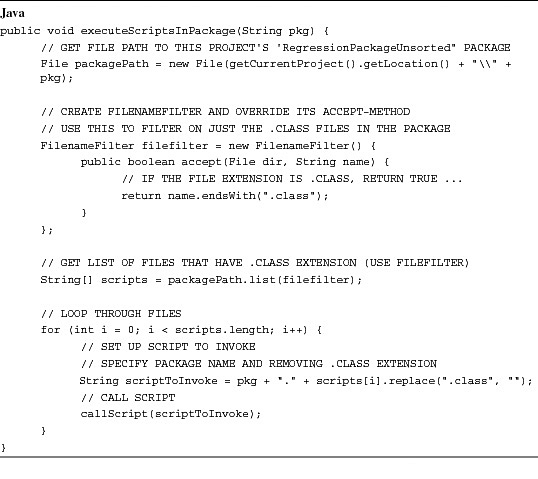 Java
public void executeScriptsInPackage(String pkg) {
// GET FILE PATH TO THIS PROJECT'S 'RegressionPackageUnsorted" PACKAGE
File packagePath = new File(getCurrentProject().getLocation() + "\\" +
pkg);
// CREATE FILENAMEFILTER AND OVERRIDE ITS ACCEPT-METHOD
// USE THIS TO FILTER ON JUST THE .CLASS FILES IN THE PACKAGE
FilenameFilter filefilter = new FilenameFilter() {
public boolean accept(File dir, String name) {
// IF THE FILE EXTENSION IS .CLASS, RETURN TRUE ...
return name.endsWith(".class");
}
};
// GET LIST OF FILES THAT HAVE .CLASS EXTENSION (USE FILEFILTER)
String[] scripts = packagePath.list(filefilter);
// LOOP THROUGH FILES
for (int i = 0; i < scripts.length; i++) {
// SET UP SCRIPT TO INVOKE
// SPECIFY PACKAGE NAME AND REMOVING .CLASS EXTENSION
String scriptToInvoke = pkg + "." + scripts[i].replace(".class", "");
// CALL SCRIPT
callScript(scriptToInvoke);
}
}